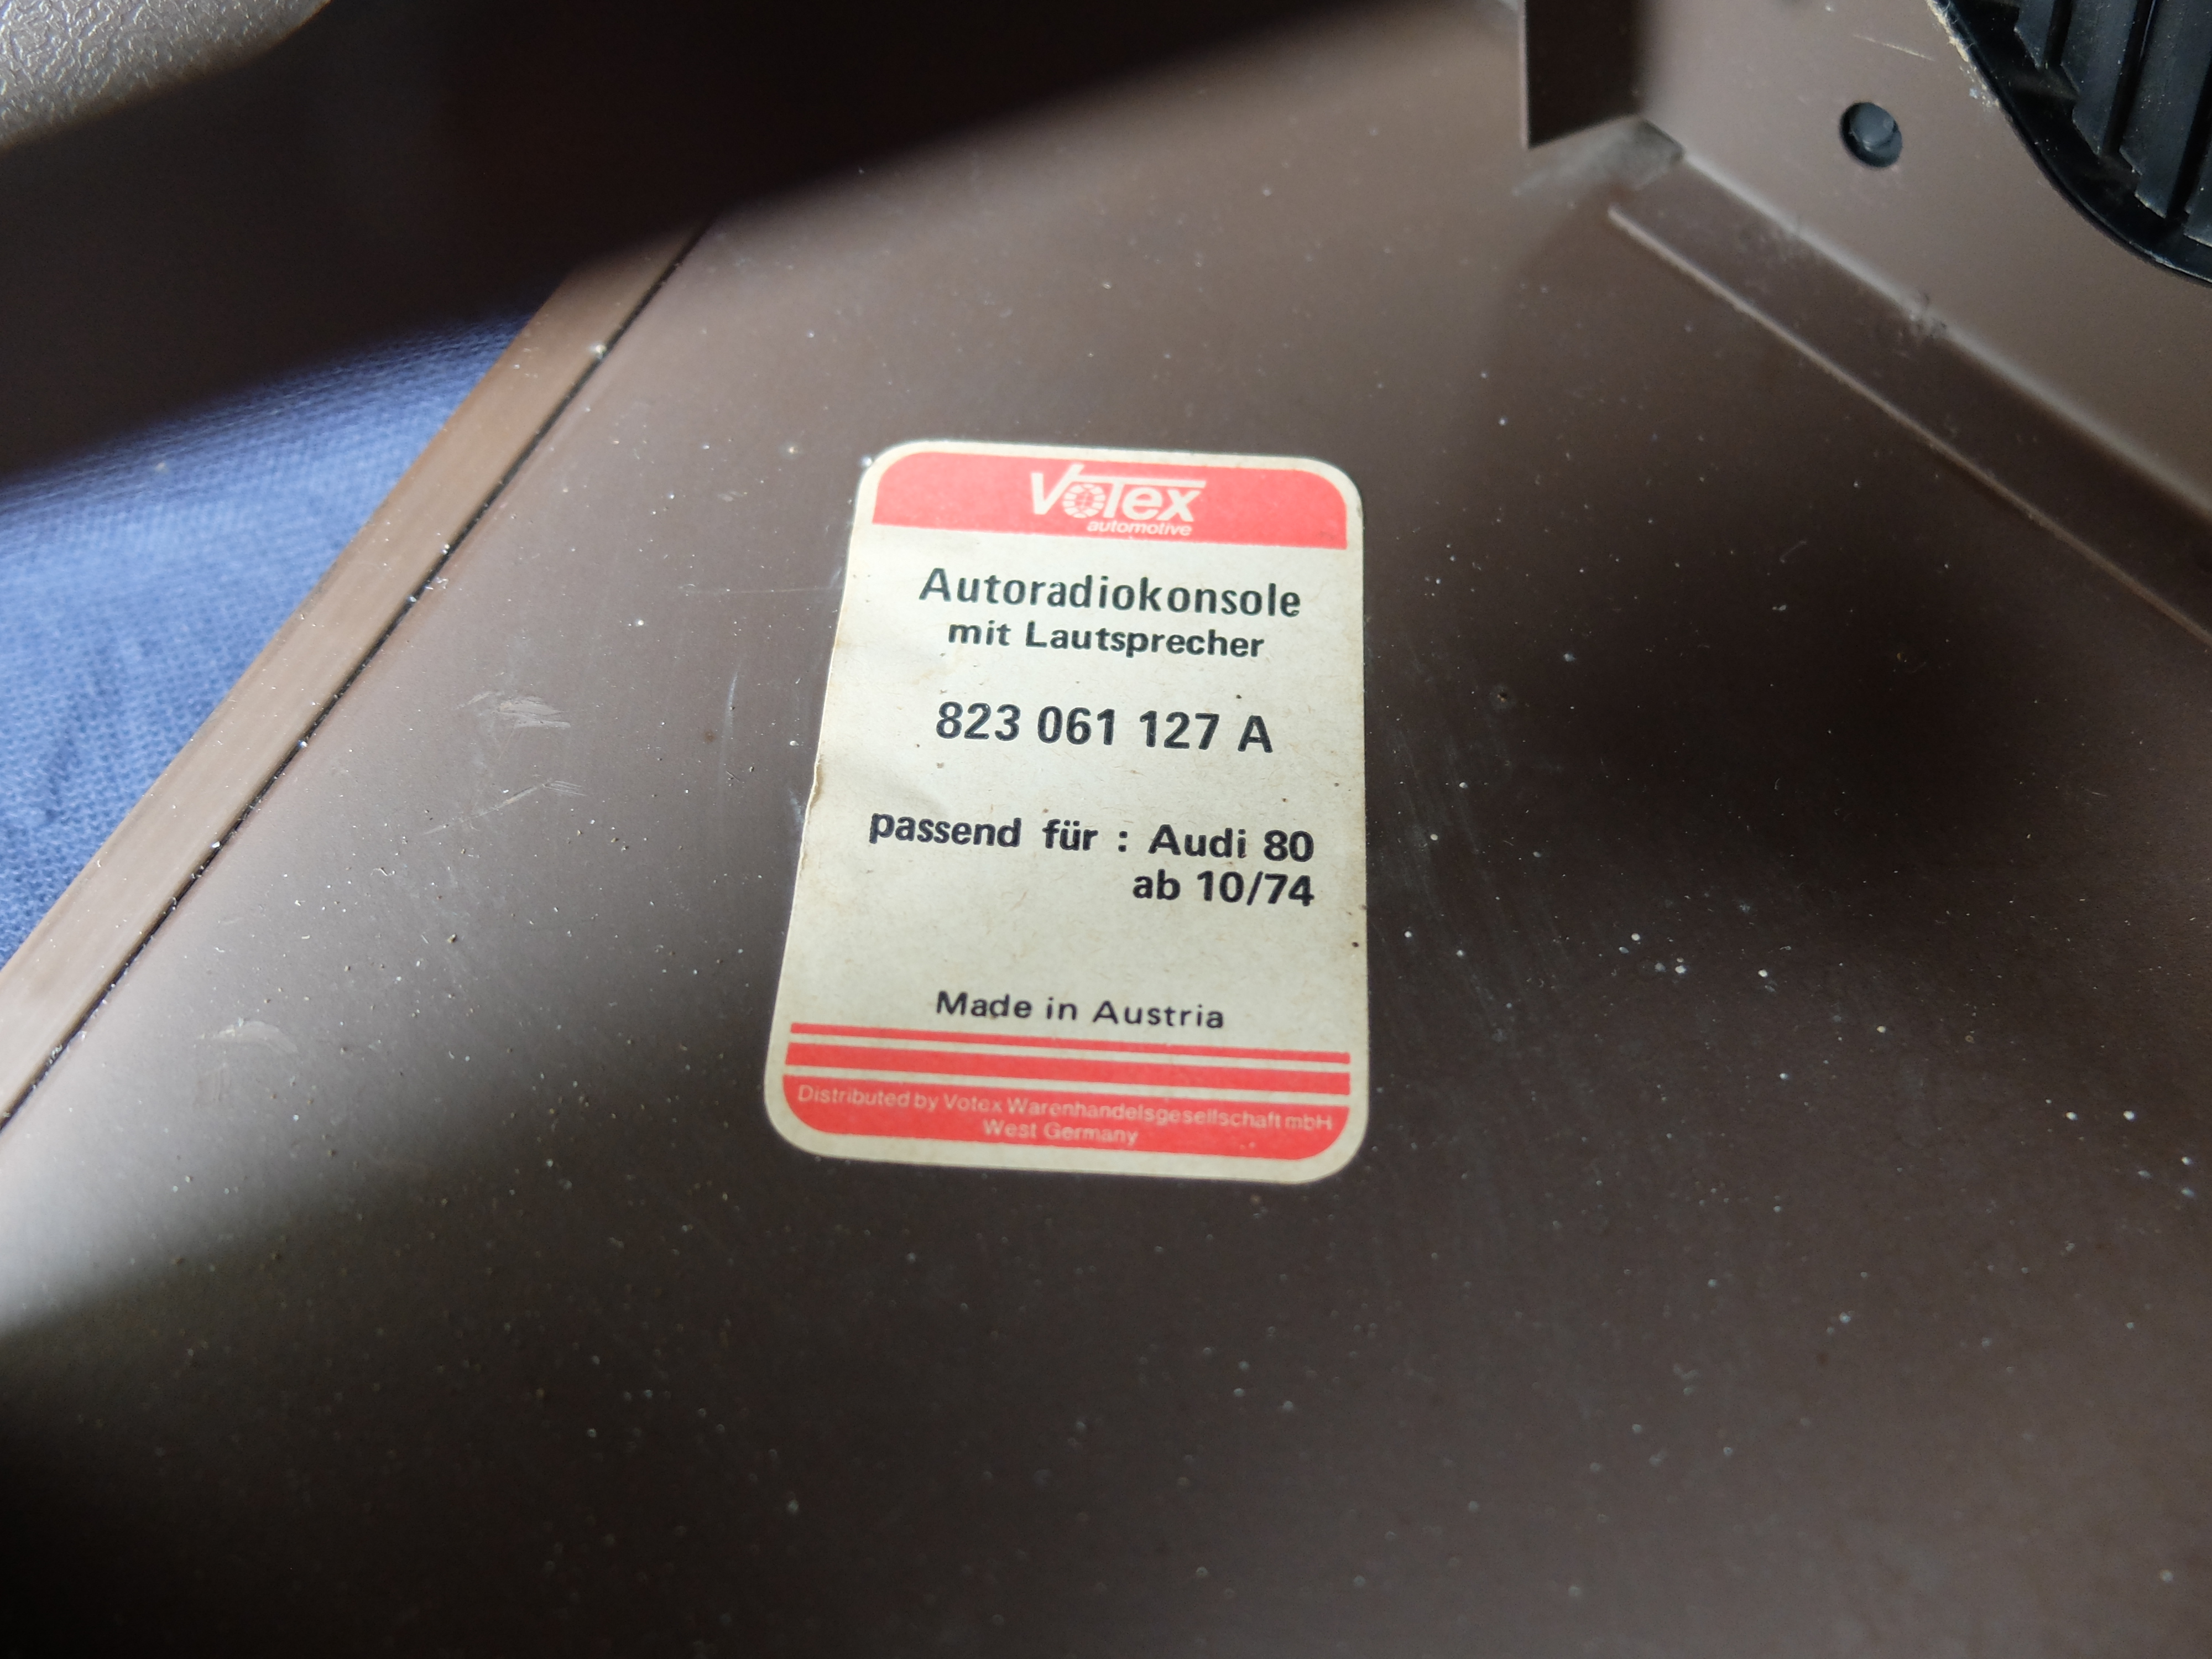 Votex
automotive
Autoradiokonsole
mit Lautsprecher
823 061 127 A
passend für : Audi 80
ab 10/74
Made in Austria
Distributed by Votex Warenhandelsgesellschaft mbH
West Germany